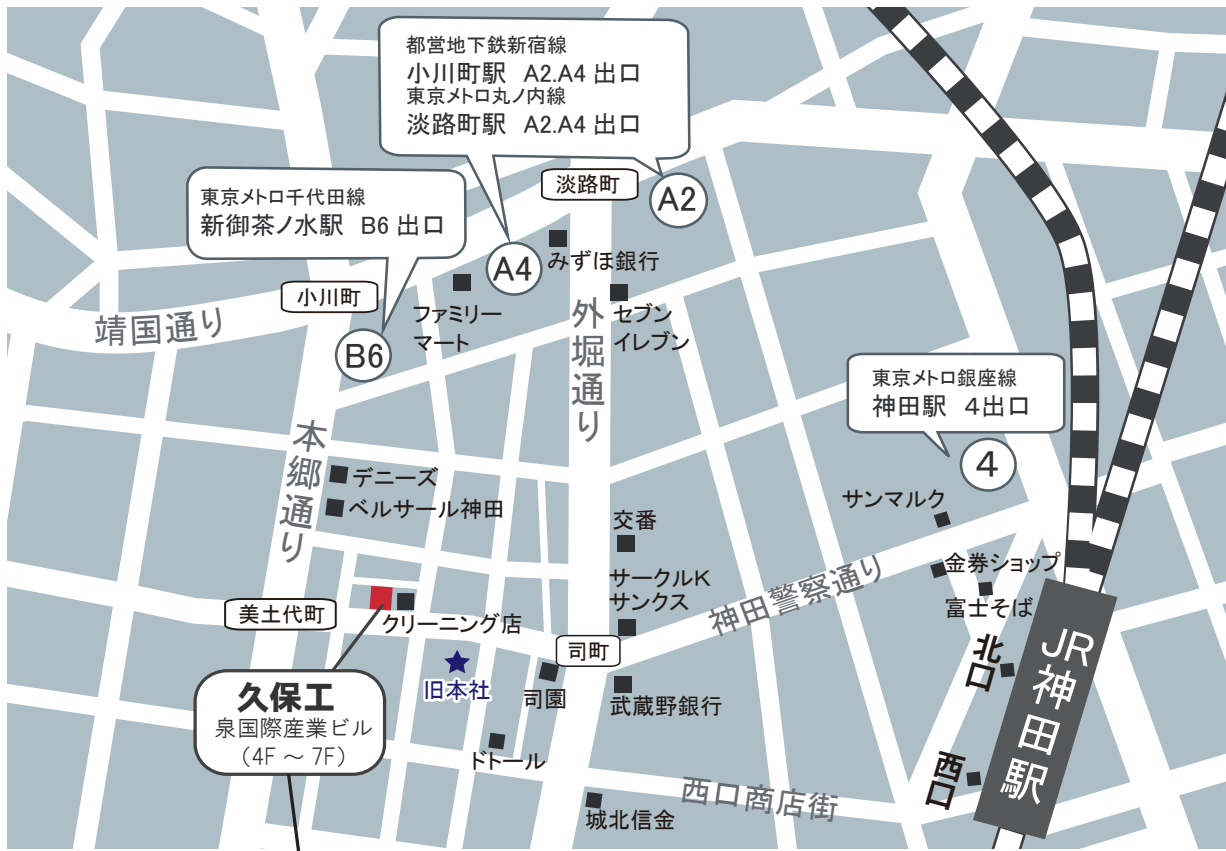 都営地下鉄新宿線
小川町駅 A2.A4 出口
東京メトロ丸ノ内線
淡路町駅 A2.A4 出口
淡路町
A2
東京メトロ千代田線
新御茶ノ水駅 B6 出口
A4
みずほ銀行
小川町
ファミリー
マート
セブン
イレブン
靖国通り
B6
外堀通り
東京メトロ銀座線
神田駅 4出口
4
本郷通り
デニーズ
ベルサール神田
サンマルク
交番
金券ショップ
富士そば
サークルK
サンクス
神田警察通り
美土代町
クリーニング店
司町
北口
JR神田駅
旧本社
司園
武蔵野銀行
久保工
泉国際産業ビル
(4F ~ 7F)
ドトール
西口
西口商店街
城北信金